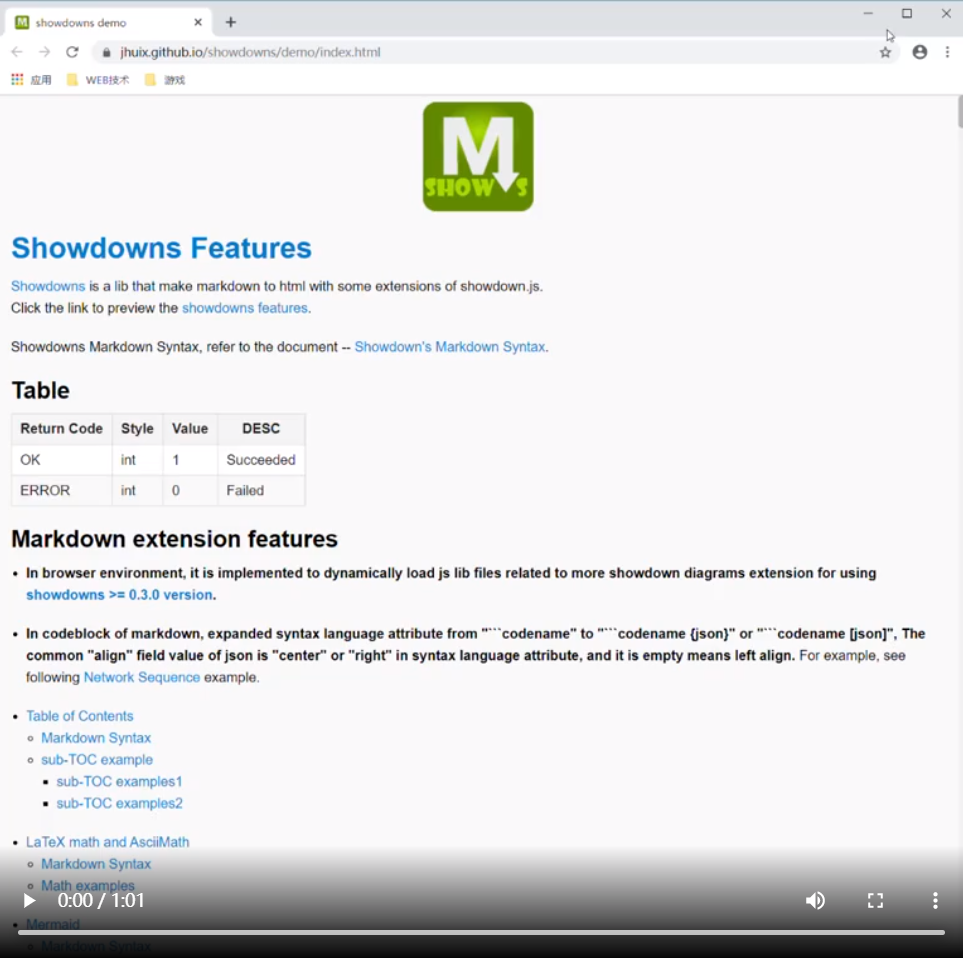 showdowns demo
jhuix.github.io/showdowns/demo/index.html
应用 WEB技术 游戏
M
SHOW S
Showdowns Features
Showdowns is a lib that make markdown to html with some extensions of showdown.js.
Click the link to preview the showdowns features.
Showdowns Markdown Syntax, refer to the document -- Showdown's Markdown Syntax.
Table
Return Code Style Value DESC
OK int 1 Succeeded
ERROR int 0 Failed
Markdown extension features
• In browser environment, it is implemented to dynamically load js lib files related to more showdown diagrams extension for using
showdowns >= 0.3.0 version.
• In codeblock of markdown, expanded syntax language attribute from "```codename" to "```codename {json}" or "```codename [json]", The
common "align" field value of json is "center" or "right" in syntax language attribute, and it is empty means left align. For example, see
following Network Sequence example.
• Table of Contents
◦ Markdown Syntax
◦ sub-TOC example
▪ sub-TOC examples1
▪ sub-TOC examples2
• LaTeX math and AsciiMath
◦ Markdown Syntax
◦ Math examples
0:00 / 1:01
• Mermaid
◦ Markdown Syntax